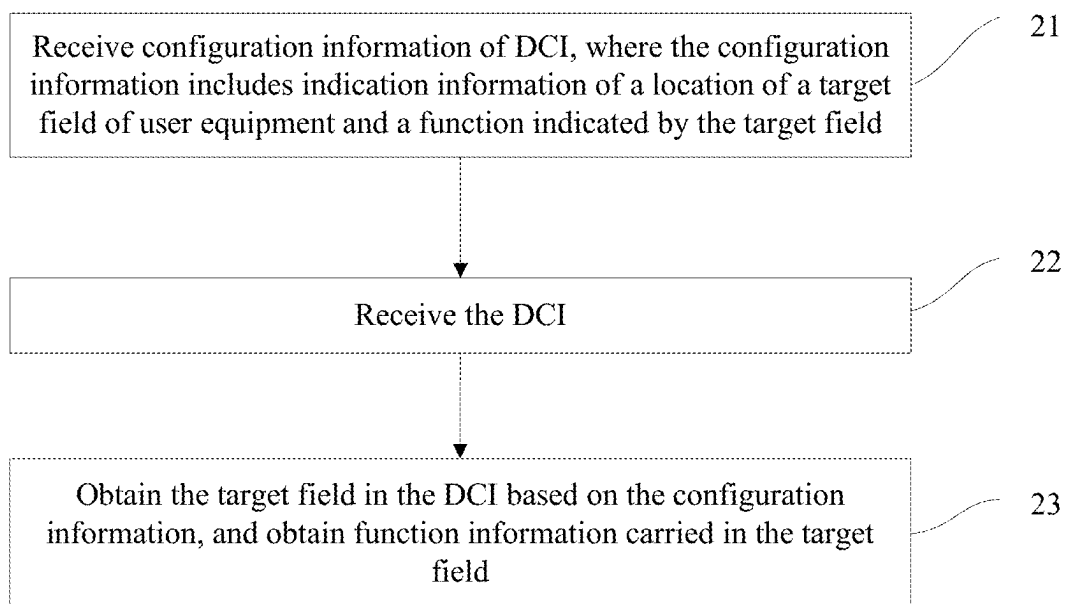 Receive configuration information of DCI, where the configuration
information includes indication information of a location of a target
field of user equipment and a function indicated by the target field
21
Receive the DCI
22
Obtain the target field in the DCI based on the configuration
information, and obtain function information carried in the target
field
23